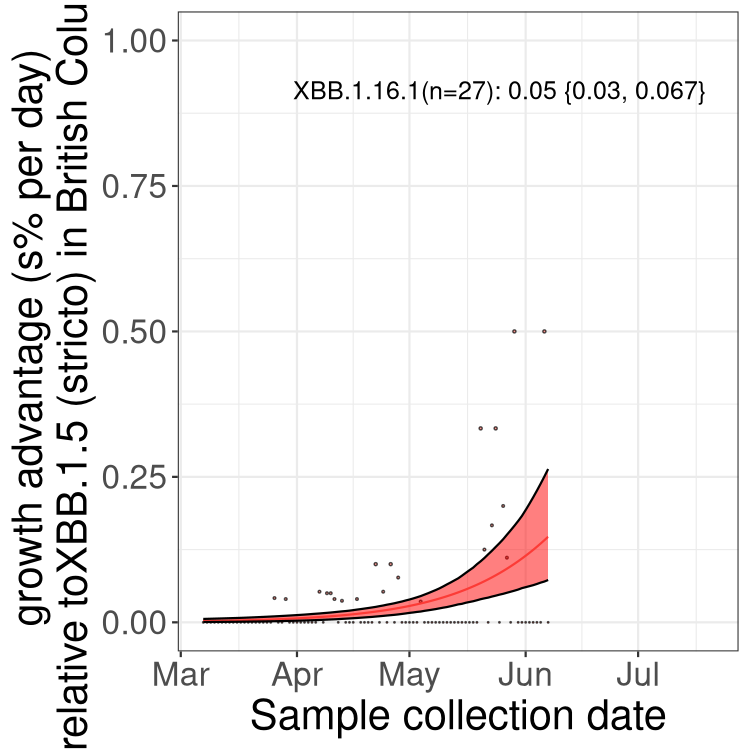 growth advantage (s% per day)
relative toXBB.1.5 (stricto) in British Colu
1.00
0.75
0.50
0.25
0.00
XBB.1.16.1(n=27): 0.05 {0.03, 0.067}
Mar
Apr
May
Jun
Jul
Sample collection date